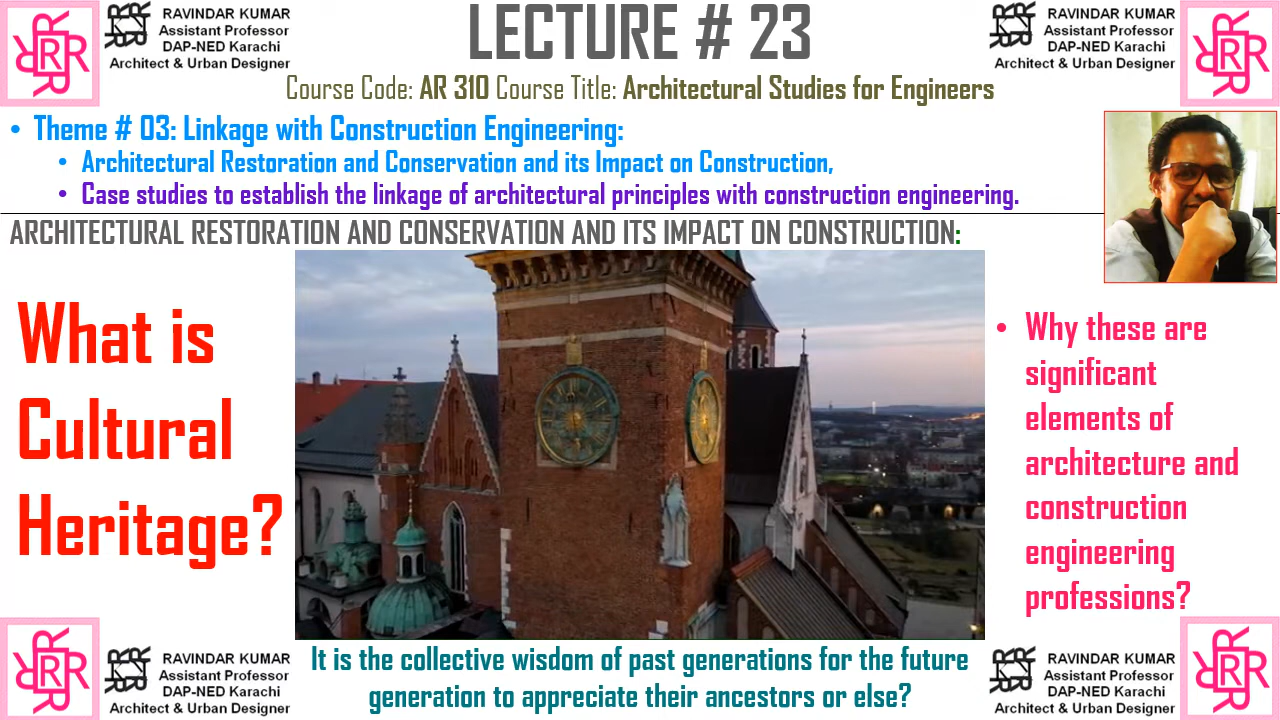 RAVINDAR KUMAR
Assistant Professor
DAP-NED Karachi
Architect & Urban Designer
LECTURE # 23
RAVINDAR KUMAR
Assistant Professor
DAP-NED Karachi
Architect & Urban Designer
Course Code: AR 310 Course Title: Architectural Studies for Engineers
• Theme # 03: Linkage with Construction Engineering:
• Architectural Restoration and Conservation and its Impact on Construction,
• Case studies to establish the linkage of architectural principles with construction engineering.
ARCHITECTURAL RESTORATION AND CONSERVATION AND ITS IMPACT ON CONSTRUCTION:
What is
Cultural
Heritage?
• Why these are
significant
elements of
architecture and
construction
engineering
professions?
RAVINDAR KUMAR
Assistant Professor
DAP-NED Karachi
Architect & Urban Designer
It is the collective wisdom of past generations for the future
generation to appreciate their ancestors or else?
RAVINDAR KUMAR
Assistant Professor
DAP-NED Karachi
Architect & Urban Designer